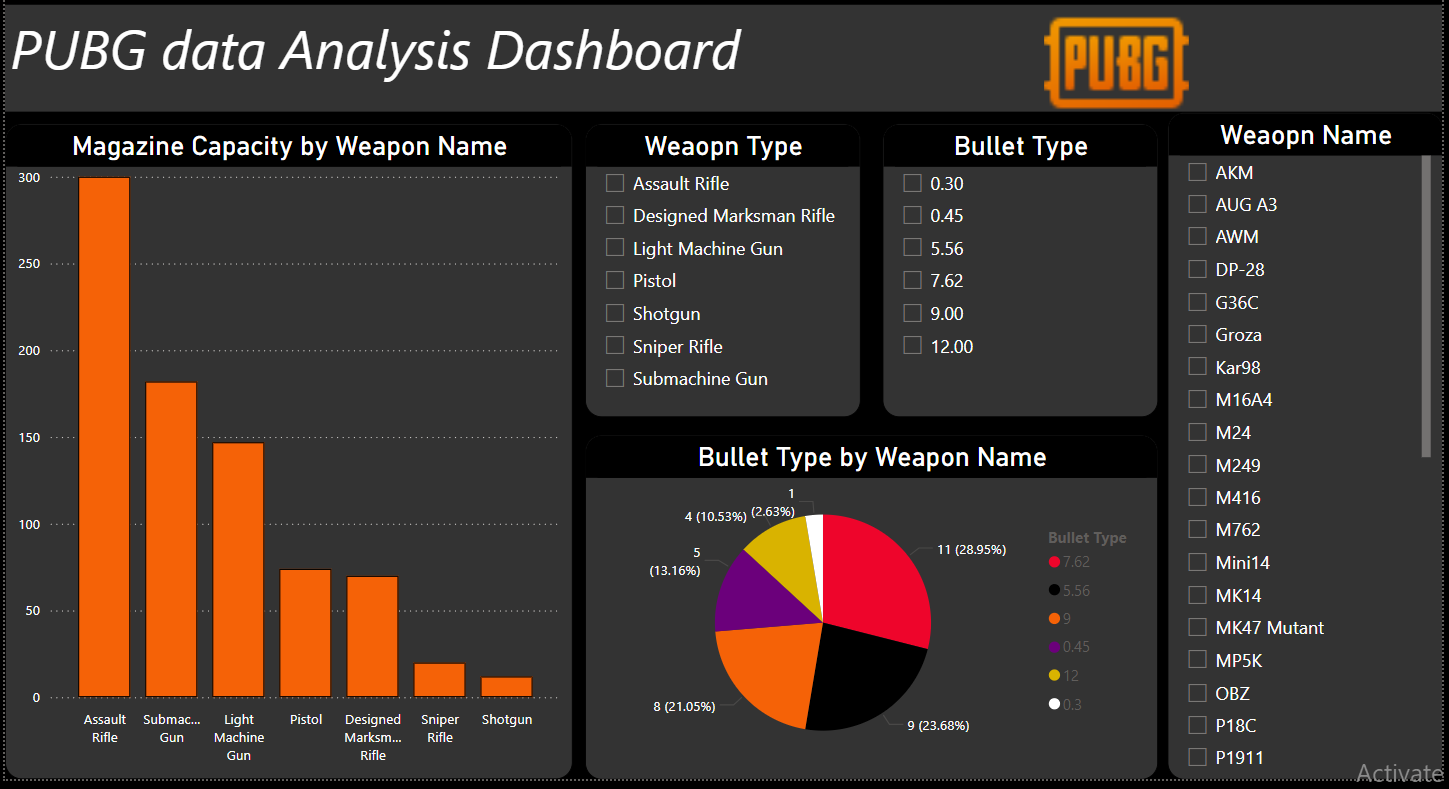 PUBG data Analysis Dashboard
PUBG
Magazine Capacity by Weapon Name
300
250
200
150
100
50
0
Assault
Rifle
Submac...
Gun
Light
Machine
Gun
Pistol
Designed
Marksm...
Rifle
Sniper
Rifle
Shotgun
Weaopn Type
Assault Rifle
Designed Marksman Rifle
Light Machine Gun
Pistol
Shotgun
Sniper Rifle
Submachine Gun
Bullet Type
0.30
0.45
5.56
7.62
9.00
12.00
Bullet Type by Weapon Name
1
(2.63%)
4 (10.53%)
5
(13.16%)
8 (21.05%)
9 (23.68%)
11 (28.95%)
Bullet Type
7.62
5.56
9
0.45
12
0.3
Weaopn Name
AKM
AUG A3
AWM
DP-28
G36C
Groza
Kar98
M16A4
M24
M249
M416
M762
Mini14
MK14
MK47 Mutant
MP5K
OBZ
P18C
P1911
Activate